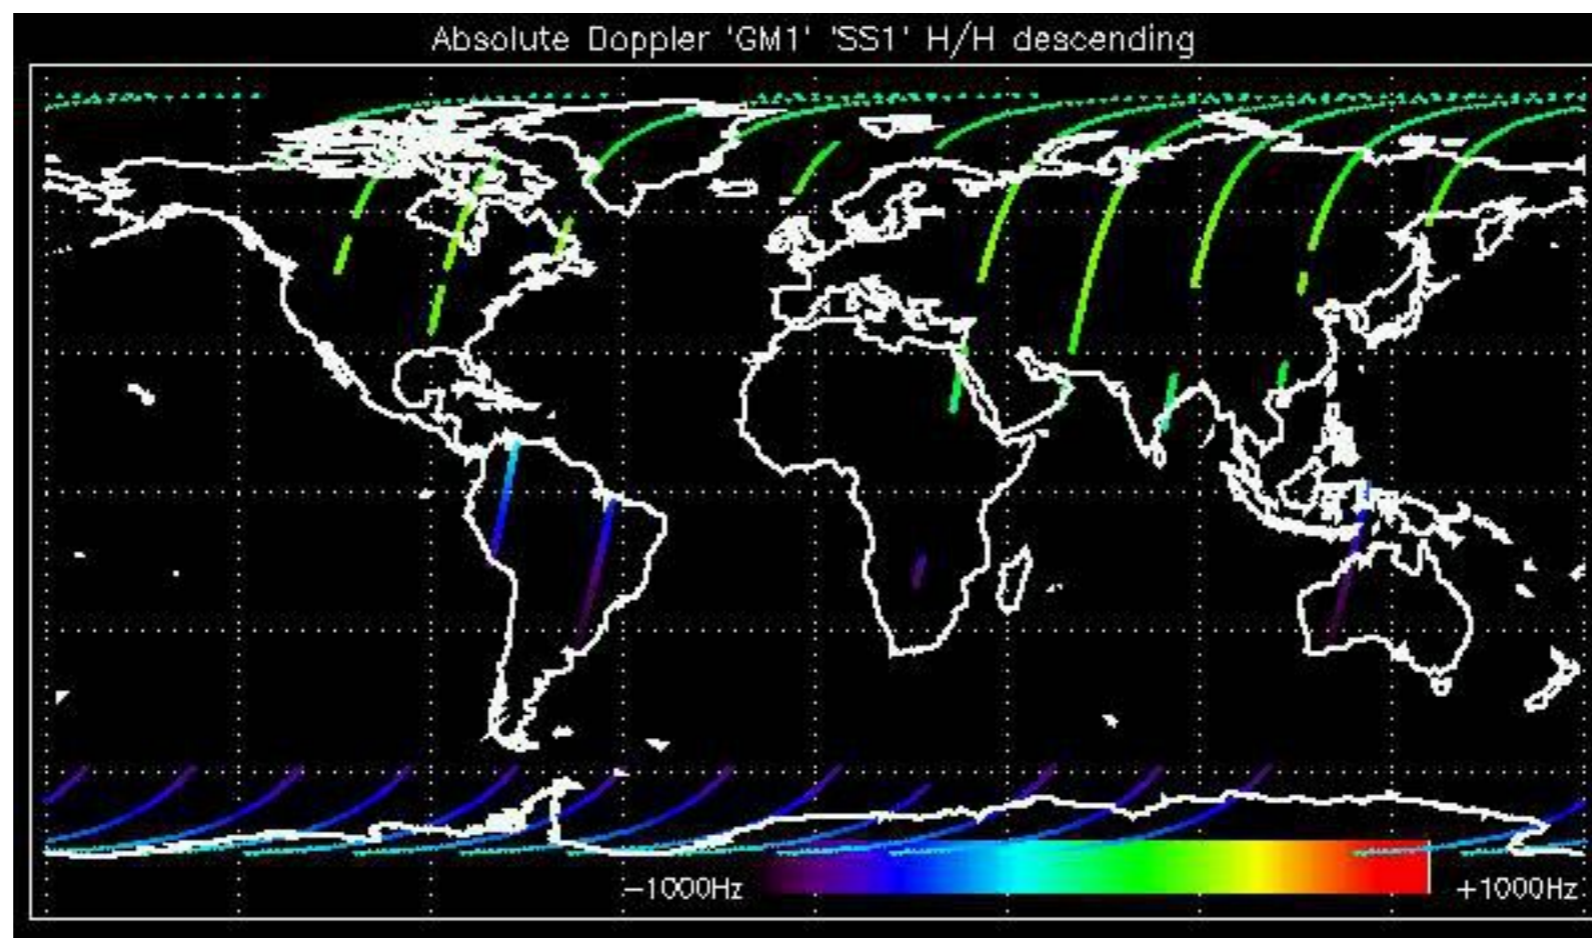 Absolute Doppler 'GM1' 'SS1' H/H descending
−1000Hz
+1000Hz